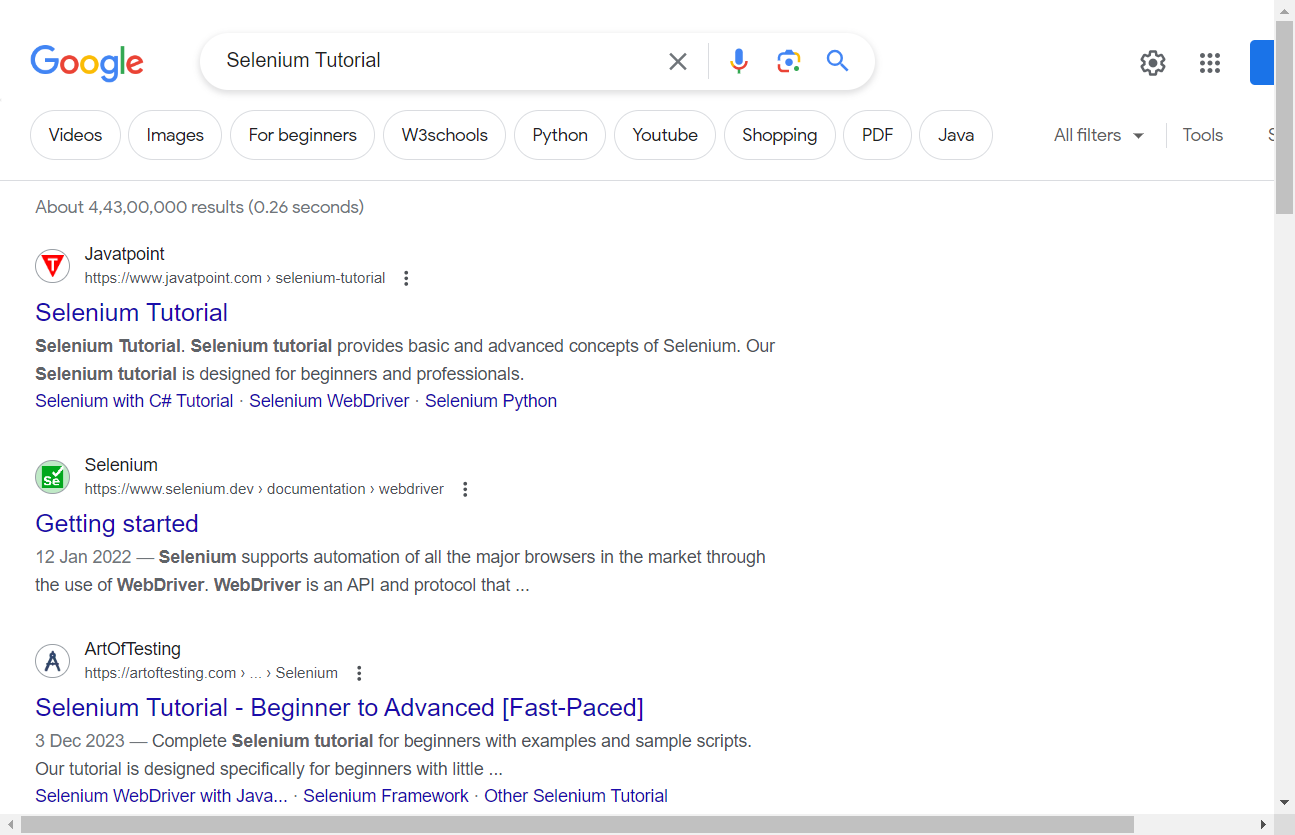 Google
Selenium Tutorial
Videos Images For beginners W3schools Python Youtube Shopping PDF Java All filters Tools
About 4,43,00,000 results (0.26 seconds)
T
Javatpoint
https://www.javatpoint.com › selenium-tutorial
Selenium Tutorial
Selenium Tutorial. Selenium tutorial provides basic and advanced concepts of Selenium. Our
Selenium tutorial is designed for beginners and professionals.
Selenium with C# Tutorial · Selenium WebDriver · Selenium Python
Se
Selenium
https://www.selenium.dev › documentation › webdriver
Getting started
12 Jan 2022 — Selenium supports automation of all the major browsers in the market through
the use of WebDriver. WebDriver is an API and protocol that ...
ArtOfTesting
https://artoftesting.com › ... › Selenium
Selenium Tutorial - Beginner to Advanced [Fast-Paced]
3 Dec 2023 — Complete Selenium tutorial for beginners with examples and sample scripts.
Our tutorial is designed specifically for beginners with little ...
Selenium WebDriver with Java... · Selenium Framework · Other Selenium Tutorial